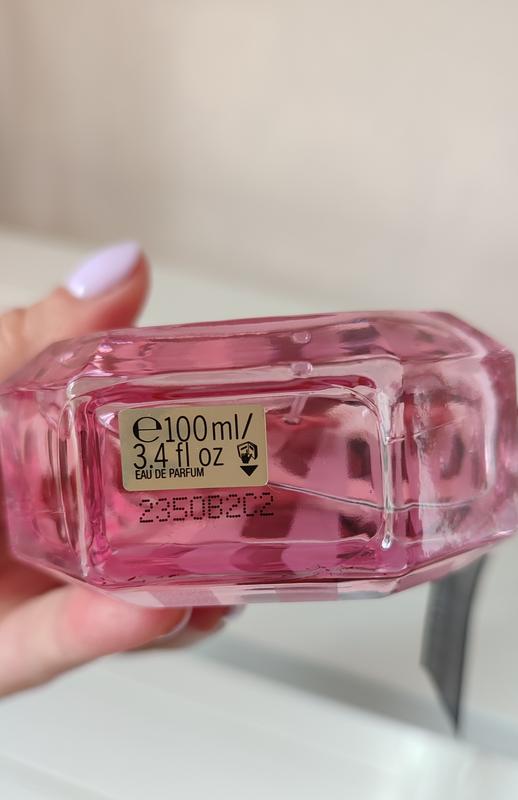 ℮100ml/
3.4 fl oz
EAU DE PARFUM
2350B2C2